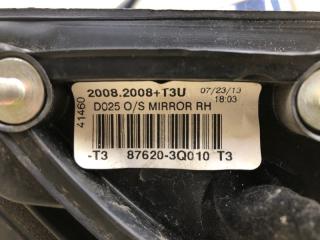 2008.2008+T3U 07/23/13
18:03
41460
D025 O/S MIRROR RH
-T3 87620-3Q010 T3